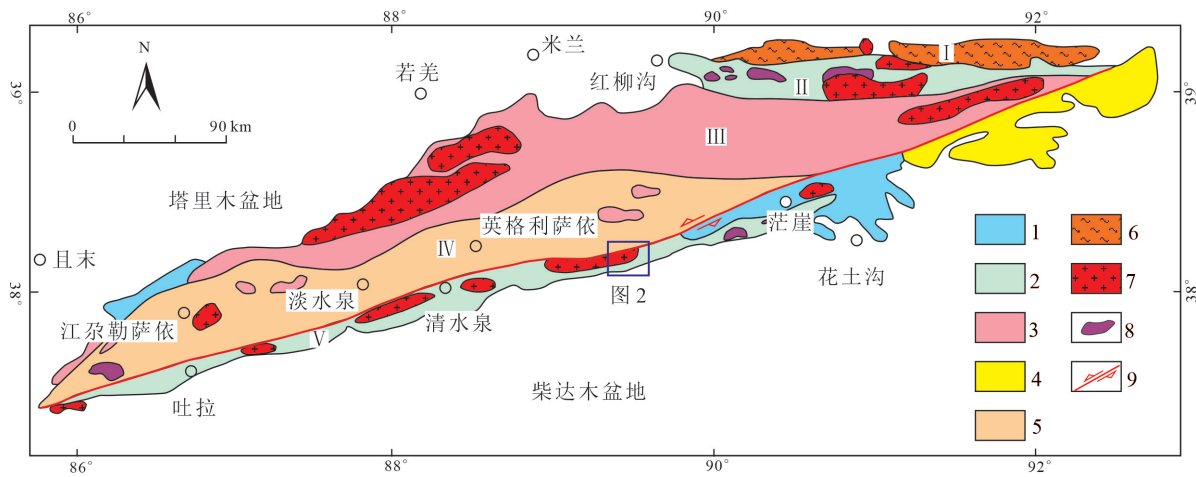 86° 88° 90° 92°
N
米兰
Ⅰ
若羌
红柳沟
Ⅱ
39° 39°
0 90 km
Ⅲ
塔里木盆地
英格利萨依
茫崖
Ⅳ
且末
花土沟
38° 38°
淡水泉
图 2
江尕勒萨依
清水泉
Ⅴ
柴达木盆地
吐拉
1 6
2 7
3 8
4 9
5
86° 88° 90° 92°